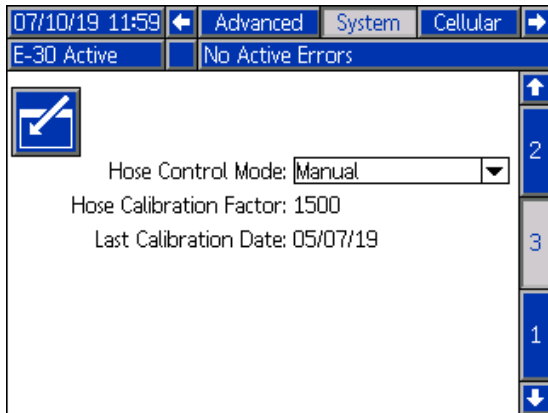 07/10/19 11:59 Advanced System Cellular
E-30 Active No Active Errors
2
Hose Control Mode: Manual
Hose Calibration Factor: 1500
Last Calibration Date: 05/07/19
3
1